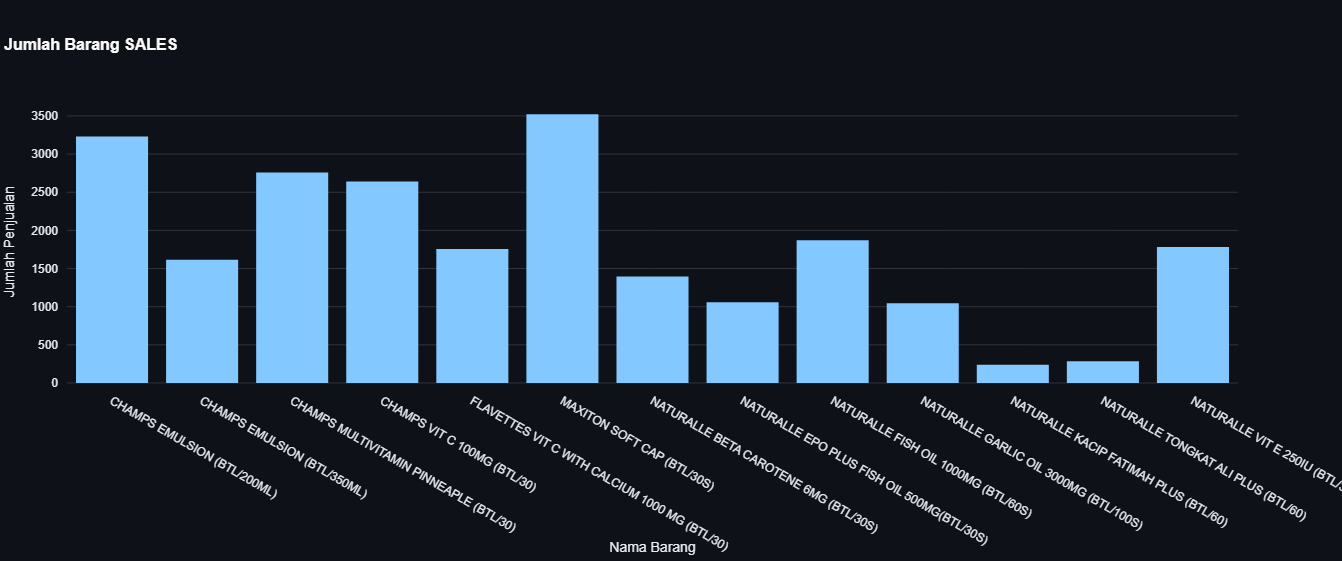 Jumlah Barang SALES
Jumlah Penjualan
3500
3000
2500
2000
1500
1000
500
0
CHAMPS EMULSION (BTL/200ML)
CHAMPS EMULSION (BTL/350ML)
CHAMPS MULTIVITAMIN PINNEAPLE (BTL/30)
CHAMPS VIT C 100MG (BTL/30)
FLAVETTES VIT C WITH CALCIUM 1000 MG (BTL/30)
MAXITON SOFT CAP (BTL/30S)
NATURALLE BETA CAROTENE 6MG (BTL/30S)
NATURALLE EPO PLUS FISH OIL 500MG(BTL/30S)
NATURALLE FISH OIL 1000MG (BTL/60S)
NATURALLE GARLIC OIL 3000MG (BTL/100S)
NATURALLE KACIP FATIMAH PLUS (BTL/60)
NATURALLE TONGKAT ALI PLUS (BTL/60)
NATURALLE VIT E 250IU
Nama Barang